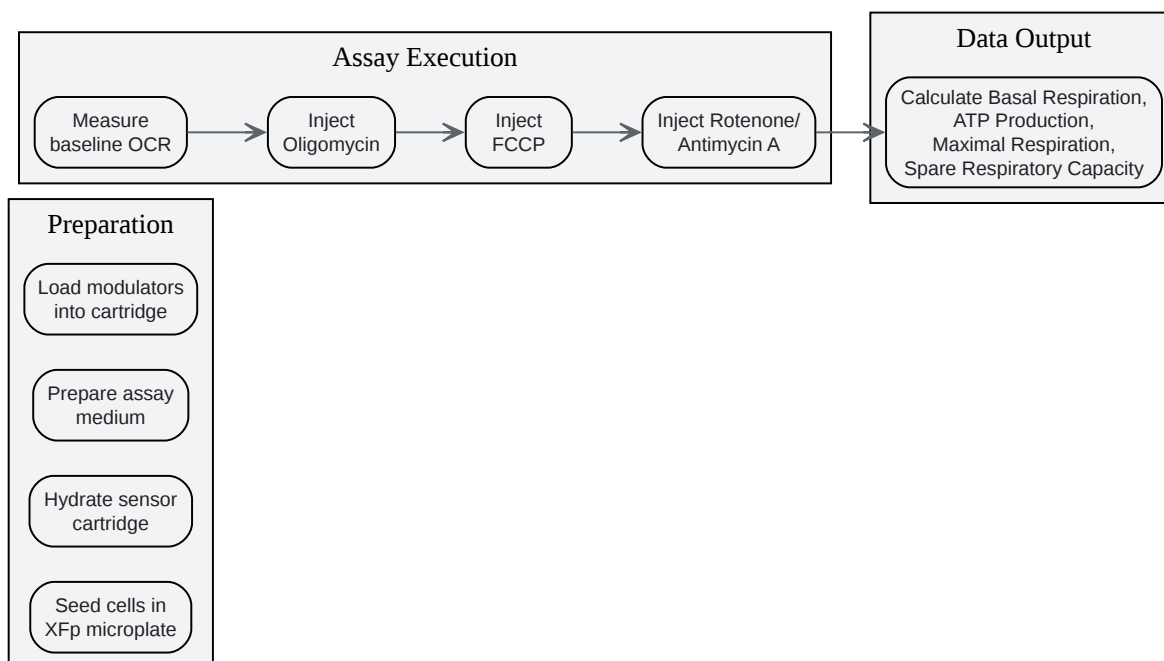 Assay Execution
Measure
baseline OCR
Inject
Oligomycin
Inject
FCCP
Inject Rotenone/
Antimycin A
Data Output
Calculate Basal Respiration,
ATP Production,
Maximal Respiration,
Spare Respiratory Capacity
Preparation
Load modulators
into cartridge
Prepare assay
medium
Hydrate sensor
cartridge
Seed cells in
XFp microplate